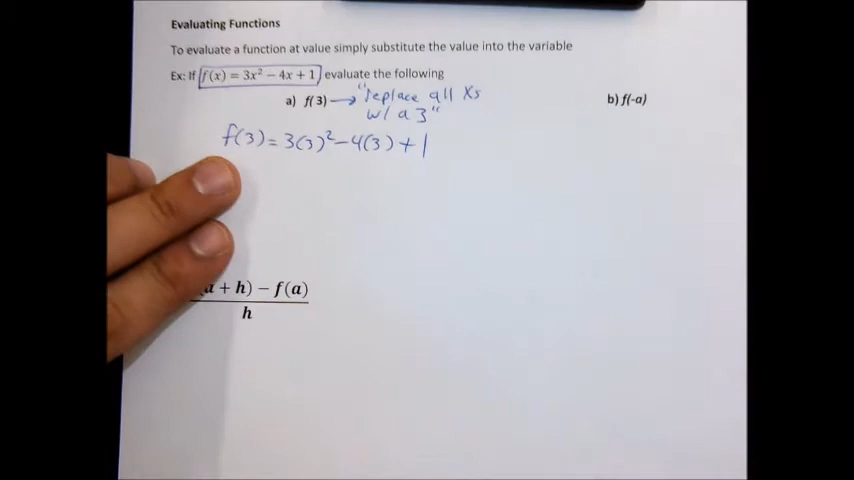 Evaluating Functions
To evaluate a function at value simply substitute the value into the variable
Ex: If f(x) = 3x² − 4x + 1 evaluate the following
a) f(3) → "replace all Xs
w/ a 3"
b) f(-a)
f(3) = 3(3)² − 4(3) + 1
a + h) − f(a)
h